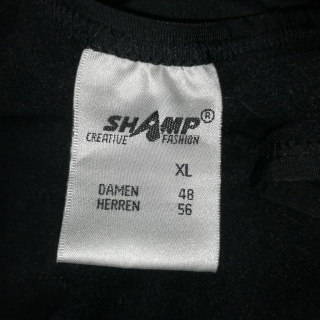 SHAMP®
CREATIVE FASHION
XL
DAMEN 48
HERREN 56